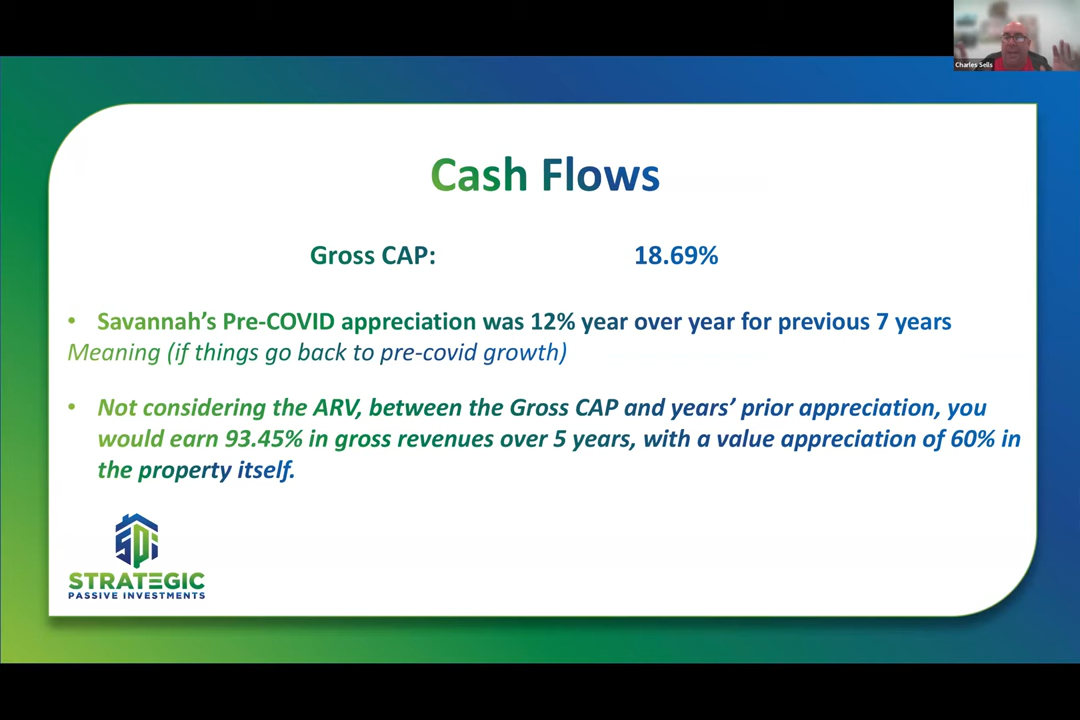 Charles Sells
Cash Flows
Gross CAP: 18.69%
• Savannah's Pre-COVID appreciation was 12% year over year for previous 7 years
Meaning (if things go back to pre-covid growth)
• Not considering the ARV, between the Gross CAP and years' prior appreciation, you
would earn 93.45% in gross revenues over 5 years, with a value appreciation of 60% in
the property itself.
SPI
STRATEGIC
PASSIVE INVESTMENTS